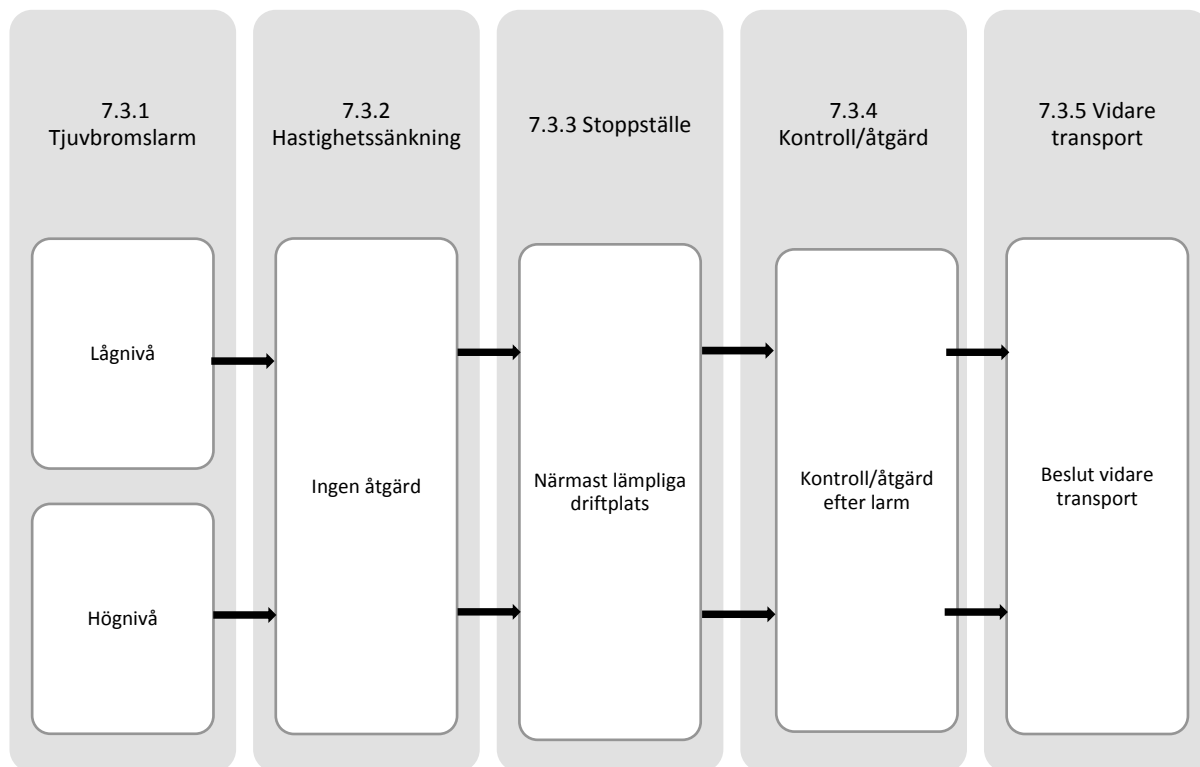 7.3.1
Tjuvbromslarm
7.3.2
Hastighetssänkning
7.3.3 Stoppställe
7.3.4
Kontroll/åtgärd
7.3.5 Vidare
transport
Lågnivå
Högnivå
Ingen åtgärd
Närmast lämpliga
driftplats
Kontroll/åtgärd
efter larm
Beslut vidare
transport